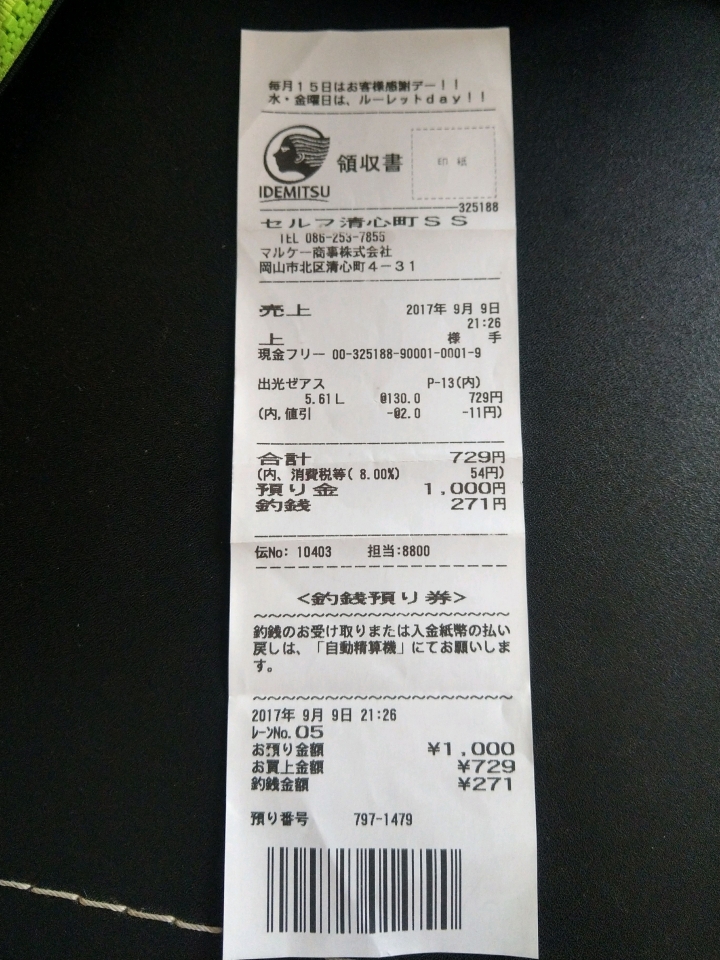 毎月15日はお客様感謝デー!!
水・金曜日は、ルーレットday!!
IDEMITSU
領収書
印紙
325188
セルフ清心町SS
TEL 086-253-7855
マルケー商事株式会社
岡山市北区清心町4-31
売上 2017年 9月 9日
21:26
上 様 手
現金フリー 00-325188-90001-0001-9
出光ゼアス P-13(内)
5.61L @130.0 729円
(内,値引 -@2.0 -11円)
合計 729円
(内、消費税等( 8.00%) 54円)
預り金 1,000円
釣銭 271円
伝No: 10403 担当:8800
<釣銭預り券>
釣銭のお受け取りまたは入金紙幣の払い
戻しは、「自動精算機」にてお願いしま
す。
2017年 9月 9日 21:26
レーンNo. 05
お預り金額 ¥1,000
お買上金額 ¥729
釣銭金額 ¥271
預り番号 797-1479